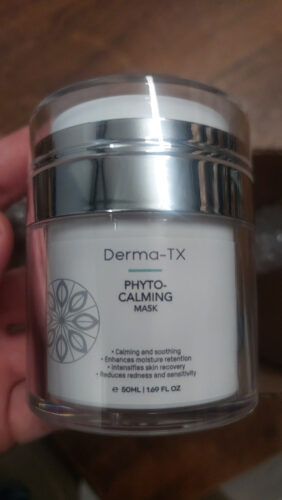 Derma-TX
PHYTO-
CALMING
MASK
• Calming and soothing
• Enhances moisture retention
• Intensifies skin recovery
• Reduces redness and sensitivity
e 50ML | 1.69 FL OZ